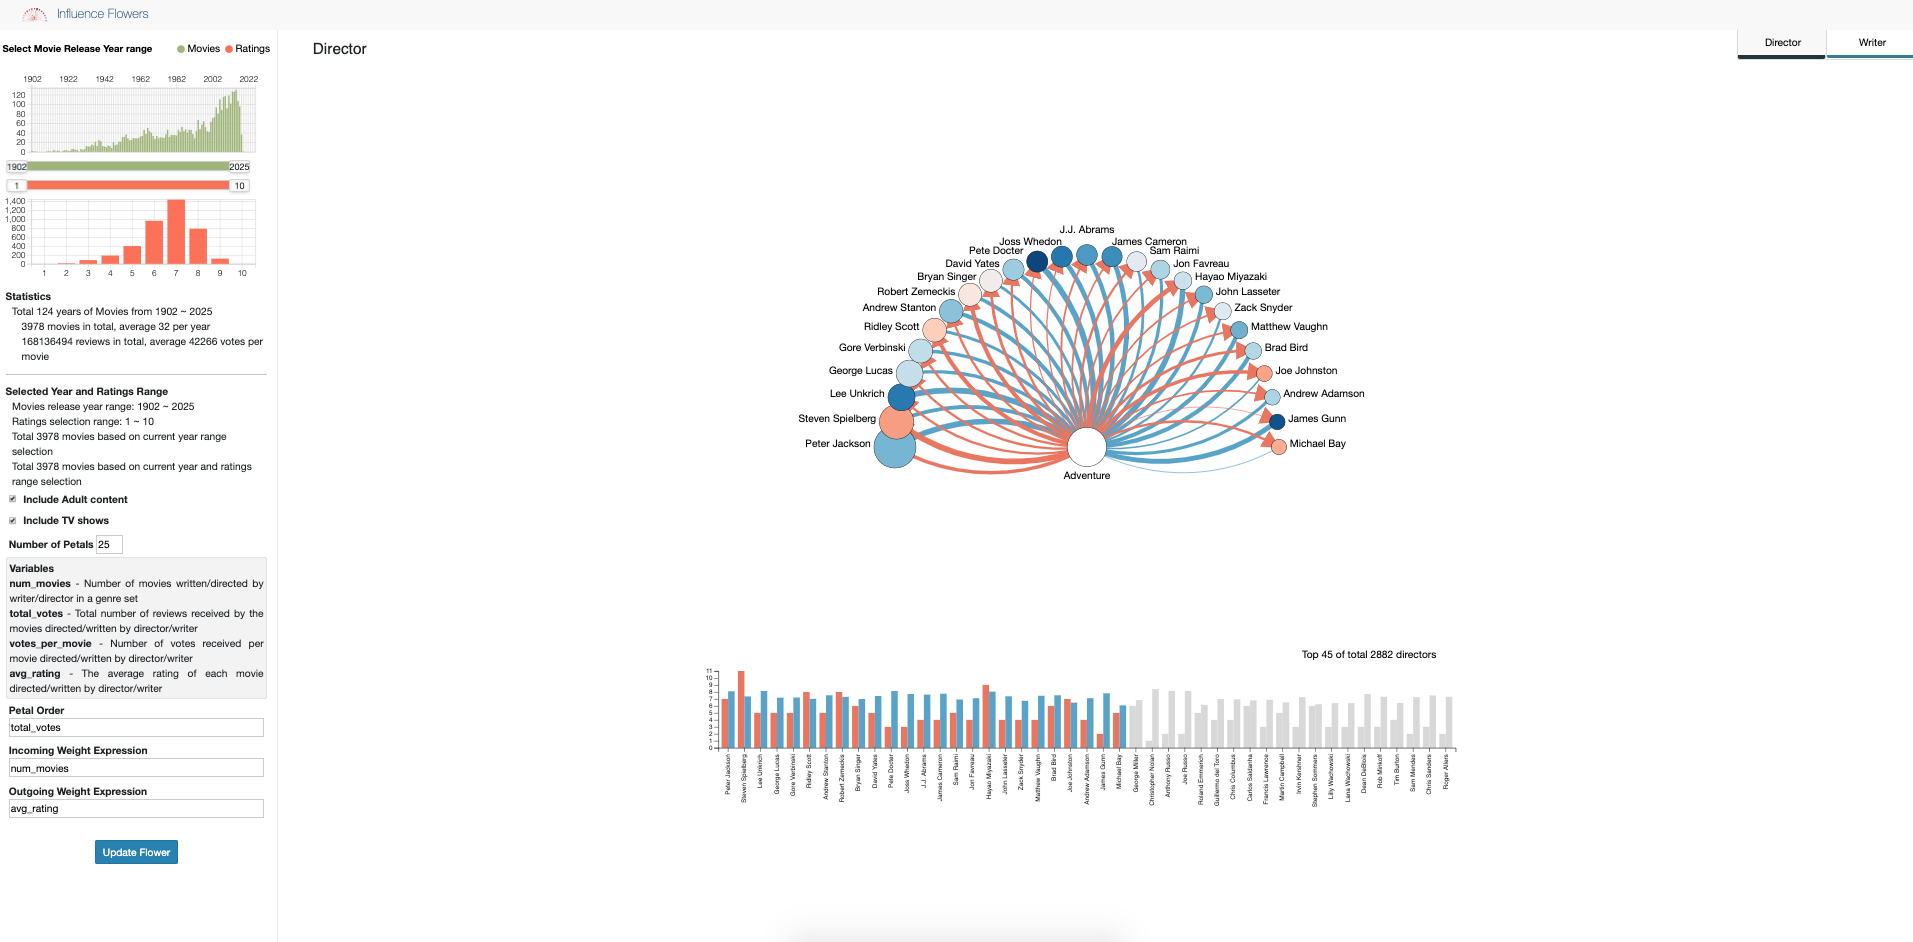 Influence Flowers
Select Movie Release Year range
Movies Ratings
1902 1922 1942 1962 1982 2002 2022
120
100
80
60
40
20
0
1902 2025
1 10
1,400
1,200
1,000
800
600
400
200
0
1 2 3 4 5 6 7 8 9 10
Statistics
Total 124 years of Movies from 1902 ~ 2025
3978 movies in total, average 32 per year
168136494 reviews in total, average 42266 votes per
movie
Selected Year and Ratings Range
Movies release year range: 1902 ~ 2025
Ratings selection range: 1 ~ 10
Total 3978 movies based on current year range
selection
Total 3978 movies based on current year and ratings
range selection
Include Adult content
Include TV shows
Number of Petals 25
Variables
num_movies - Number of movies written/directed by
writer/director in a genre set
total_votes - Total number of reviews received by the
movies directed/written by director/writer
votes_per_movie - Number of votes received per
movie directed/written by director/writer
avg_rating - The average rating of each movie
directed/written by director/writer
Petal Order
total_votes
Incoming Weight Expression
num_movies
Outgoing Weight Expression
avg_rating
Update Flower
Director
Director Writer
J.J. Abrams
Joss Whedon
James Cameron
Pete Docter
Sam Raimi
David Yates
Jon Favreau
Bryan Singer
Hayao Miyazaki
Robert Zemeckis
John Lasseter
Andrew Stanton
Zack Snyder
Ridley Scott
Matthew Vaughn
Gore Verbinski
Brad Bird
George Lucas
Joe Johnston
Lee Unkrich
Andrew Adamson
Steven Spielberg
James Gunn
Peter Jackson
Michael Bay
Adventure
Top 45 of total 2882 directors
11
10
9
8
7
6
5
4
3
2
1
0
Peter Jackson
Steven Spielberg
Lee Unkrich
George Lucas
Gore Verbinski
Ridley Scott
Andrew Stanton
Robert Zemeckis
Bryan Singer
David Yates
Pete Docter
Joss Whedon
J.J. Abrams
James Cameron
Sam Raimi
Jon Favreau
Hayao Miyazaki
John Lasseter
Zack Snyder
Matthew Vaughn
Brad Bird
Joe Johnston
Andrew Adamson
James Gunn
Michael Bay
George Miller
Christopher Nolan
Anthony Russo
Joe Russo
Roland Emmerich
Guillermo del Toro
Chris Columbus
Carlos Saldanha
Francis Lawrence
Martin Campbell
Irvin Kershner
Stephen Sommers
Lilly Wachowski
Lana Wachowski
Dean DeBlois
Rob Minkoff
Tim Burton
Sam Mendes
Chris Sanders
Roger Allers